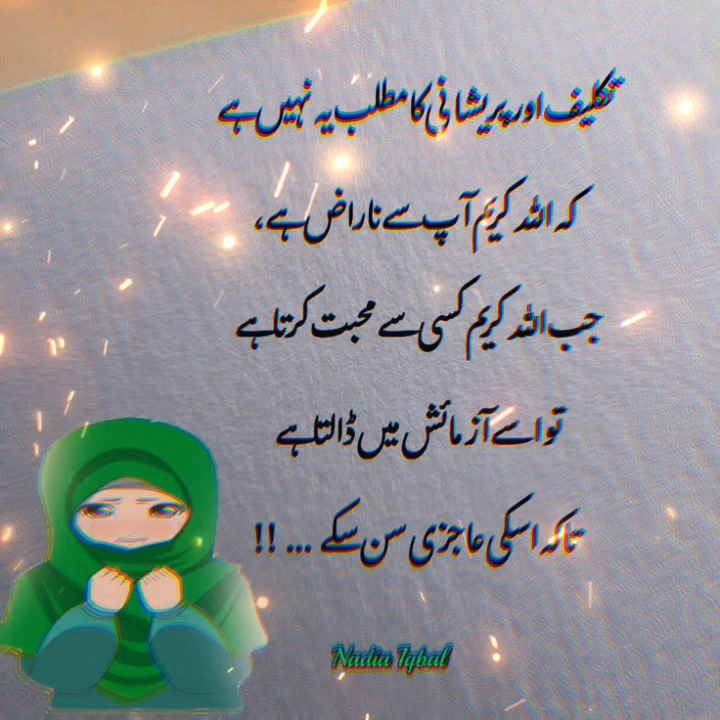 تکلیف اور پریشانی کا مطلب یہ نہیں ہے
کہ اللہ کریم آپ سے ناراض ہے،
جب اللہ کریم کسی سے محبت کرتا ہے
تو اسے آزمائش میں ڈالتا ہے
تاکہ اسکی عاجزی سن سکے ... !!
Nadia Iqbal